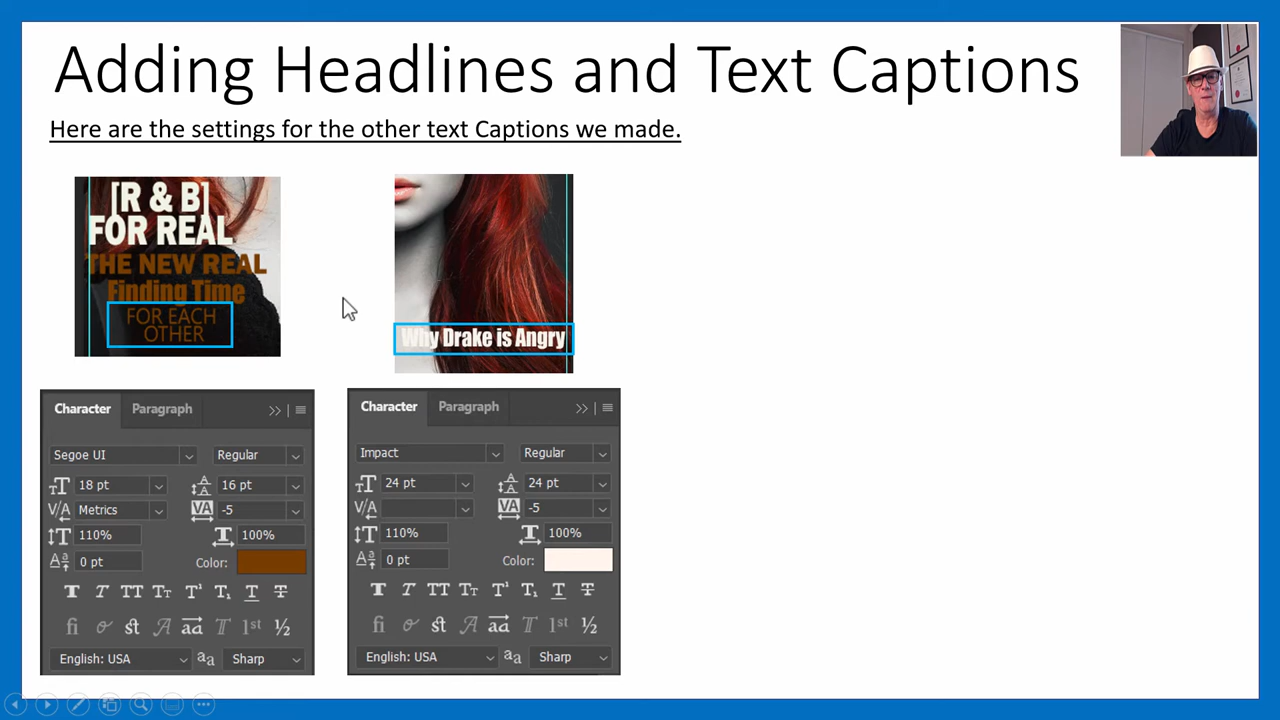 Adding Headlines and Text Captions
Here are the settings for the other text Captions we made.
[R & B]
FOR REAL
THE NEW REAL
Finding Time
FOR EACH
OTHER
Why Drake is Angry
Character Paragraph
Segoe UI Regular
18 pt 16 pt
Metrics -5
110% 100%
0 pt Color:
English: USA Sharp
Character Paragraph
Impact Regular
24 pt 24 pt
-5
110% 100%
0 pt Color:
English: USA Sharp